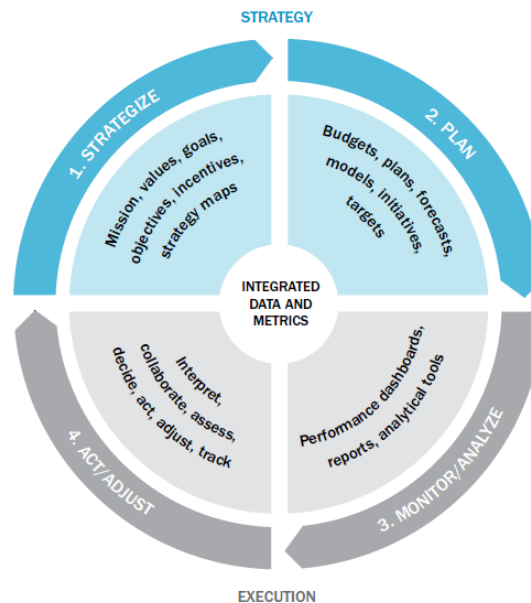 STRATEGY
1. STRATEGIZE
Mission, values, goals,
objectives, incentives,
strategy maps
2. PLAN
Budgets, plans, forecasts,
models, initiatives,
targets
INTEGRATED
DATA AND
METRICS
Interpret,
collaborate, assess,
decide, act, adjust, track
4. ACT/ADJUST
Performance dashboards,
reports, analytical tools
3. MONITOR/ANALYZE
EXECUTION